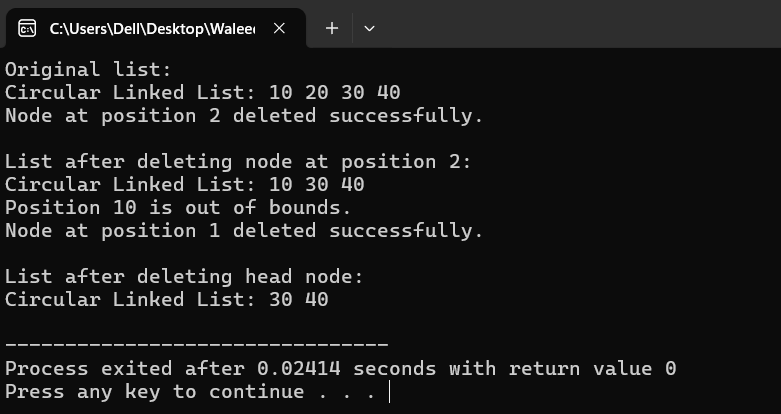 C:\Users\Dell\Desktop\Walee
Original list:
Circular Linked List: 10 20 30 40
Node at position 2 deleted successfully.
List after deleting node at position 2:
Circular Linked List: 10 30 40
Position 10 is out of bounds.
Node at position 1 deleted successfully.
List after deleting head node:
Circular Linked List: 30 40
--------------------------------
Process exited after 0.02414 seconds with return value 0
Press any key to continue . . .